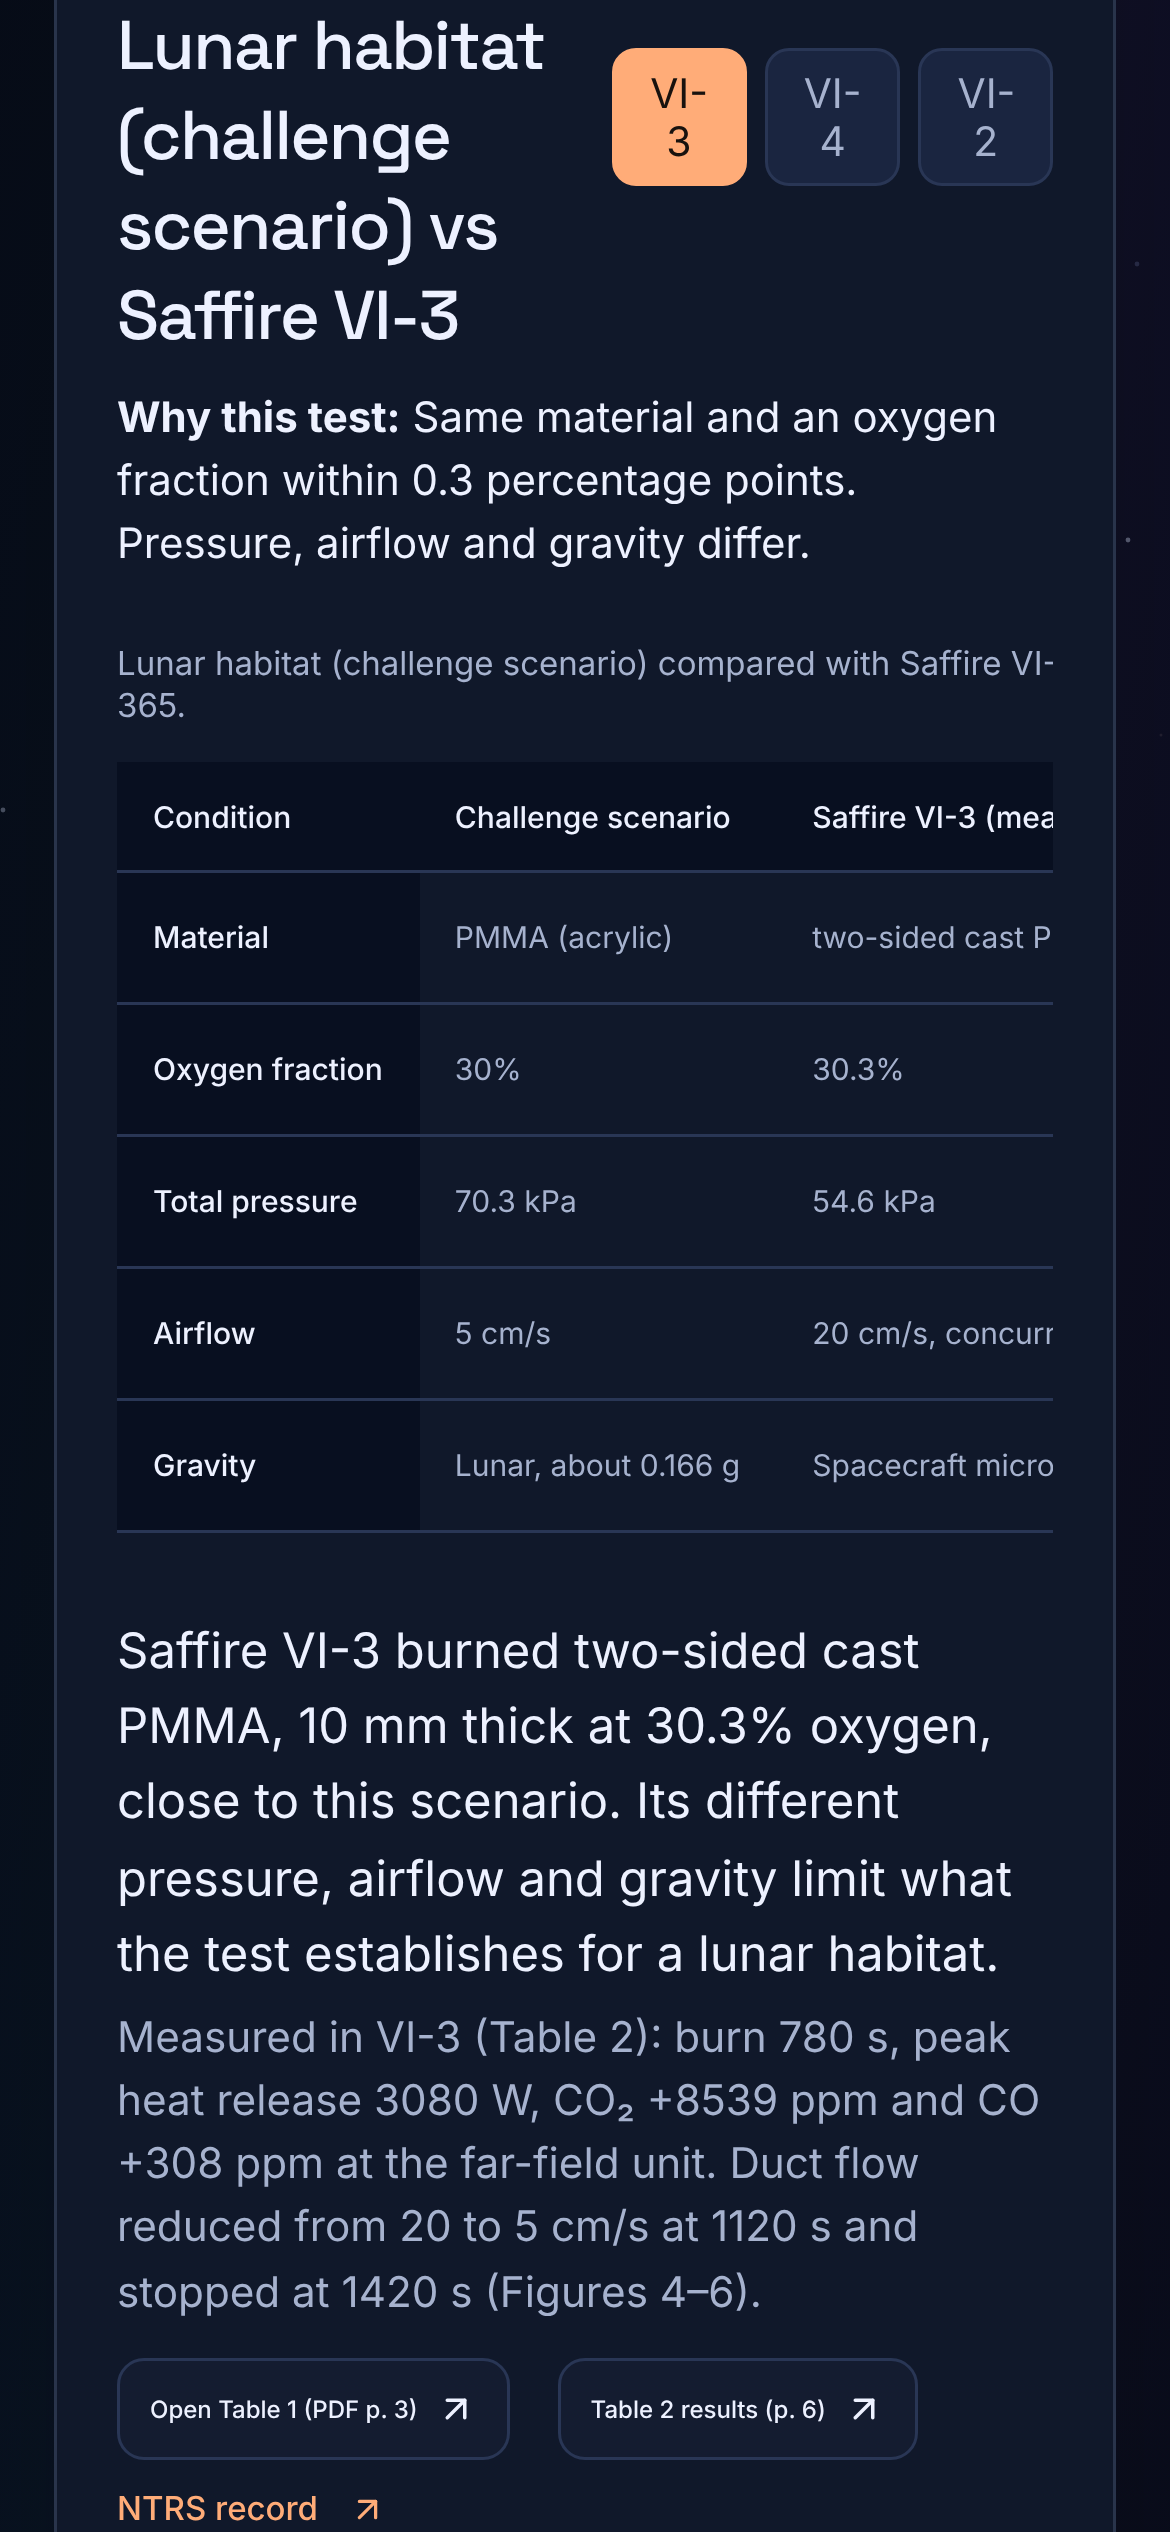 Lunar habitat
(challenge
scenario) vs
Saffire VI-3
VI-
3
VI-
4
VI-
2
Why this test: Same material and an oxygen
fraction within 0.3 percentage points.
Pressure, airflow and gravity differ.
Lunar habitat (challenge scenario) compared with Saffire VI-
365.
Condition Challenge scenario Saffire VI-3 (mea
Material PMMA (acrylic) two-sided cast P
Oxygen fraction 30% 30.3%
Total pressure 70.3 kPa 54.6 kPa
Airflow 5 cm/s 20 cm/s, concurr
Gravity Lunar, about 0.166 g Spacecraft micro
Saffire VI-3 burned two-sided cast
PMMA, 10 mm thick at 30.3% oxygen,
close to this scenario. Its different
pressure, airflow and gravity limit what
the test establishes for a lunar habitat.
Measured in VI-3 (Table 2): burn 780 s, peak
heat release 3080 W, CO₂ +8539 ppm and CO
+308 ppm at the far-field unit. Duct flow
reduced from 20 to 5 cm/s at 1120 s and
stopped at 1420 s (Figures 4–6).
Open Table 1 (PDF p. 3) Table 2 results (p. 6)
NTRS record